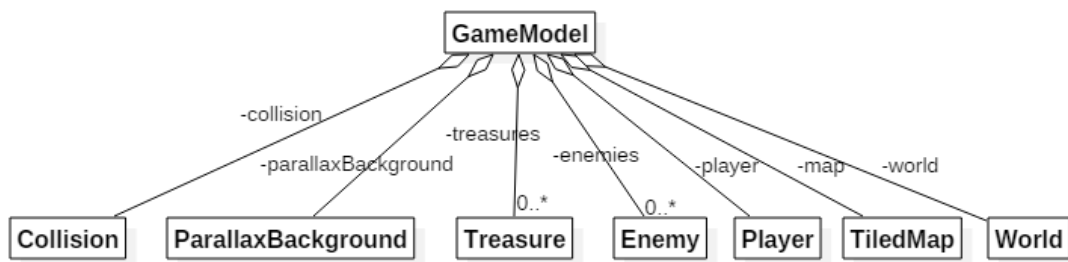 GameModel
-collision
-treasures
-enemies
-parallaxBackground
-player
-map
-world
0..*
0..*
Collision
ParallaxBackground
Treasure
Enemy
Player
TiledMap
World